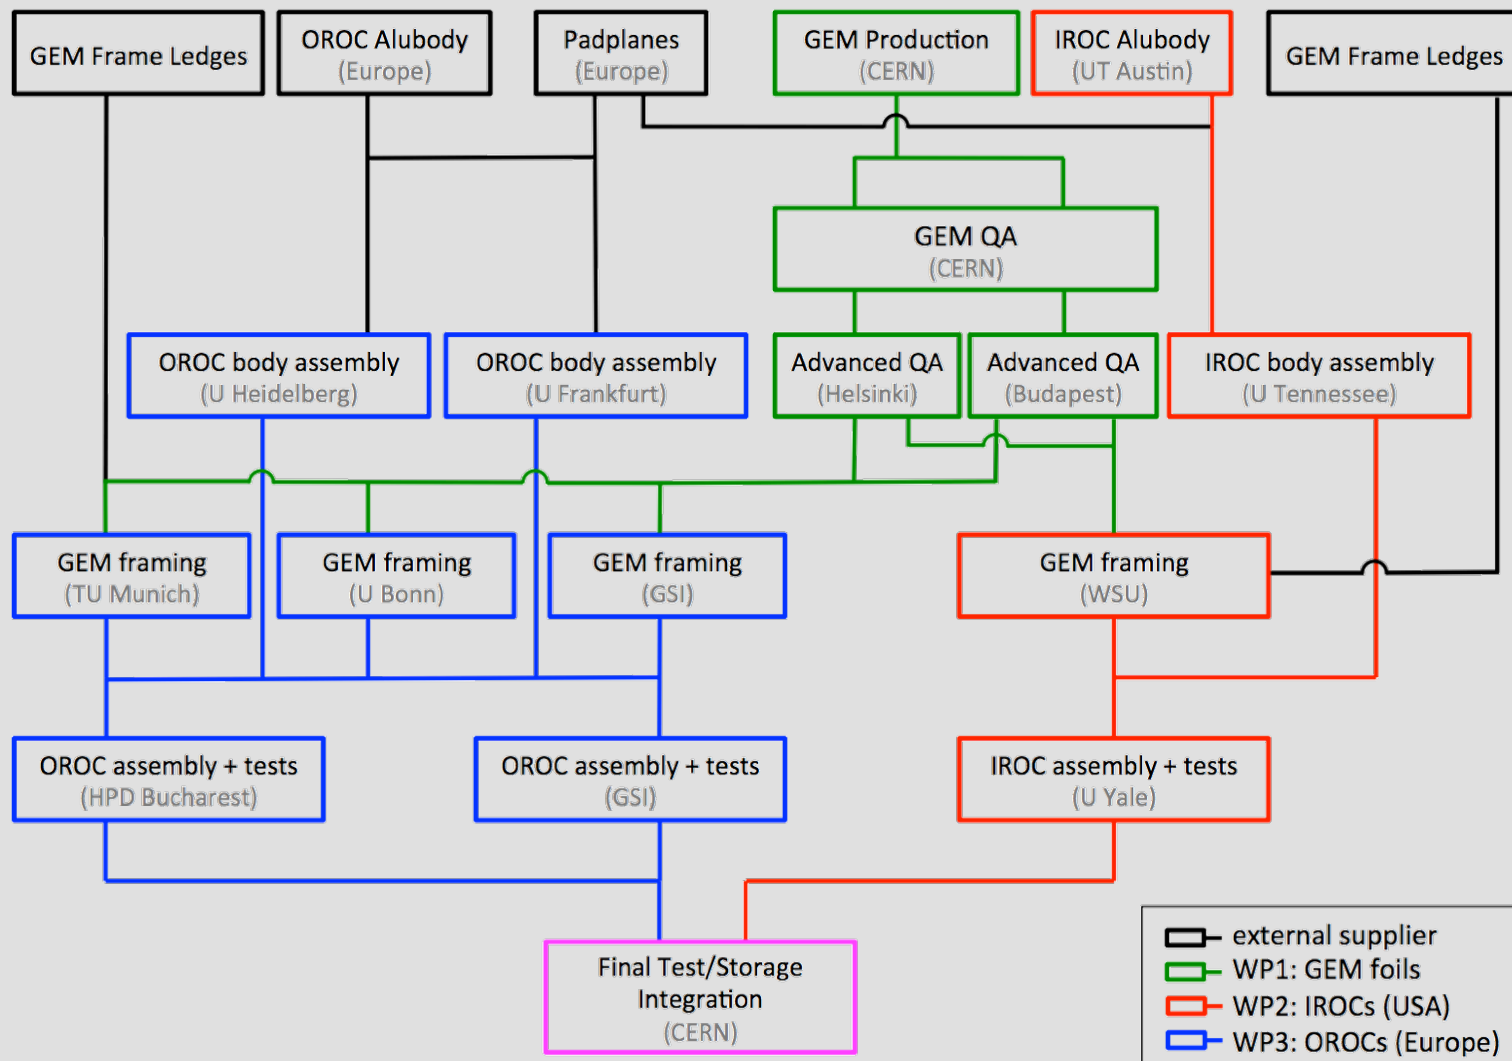 GEM Frame Ledges
OROC Alubody
(Europe)
Padplanes
(Europe)
GEM Production
(CERN)
IROC Alubody
(UT Austin)
GEM Frame Ledges
GEM QA
(CERN)
OROC body assembly
(U Heidelberg)
OROC body assembly
(U Frankfurt)
Advanced QA
(Helsinki)
Advanced QA
(Budapest)
IROC body assembly
(U Tennessee)
GEM framing
(TU Munich)
GEM framing
(U Bonn)
GEM framing
(GSI)
GEM framing
(WSU)
OROC assembly + tests
(HPD Bucharest)
OROC assembly + tests
(GSI)
IROC assembly + tests
(U Yale)
Final Test/Storage
Integration
(CERN)
external supplier
WP1: GEM foils
WP2: IROCs (USA)
WP3: OROCs (Europe)